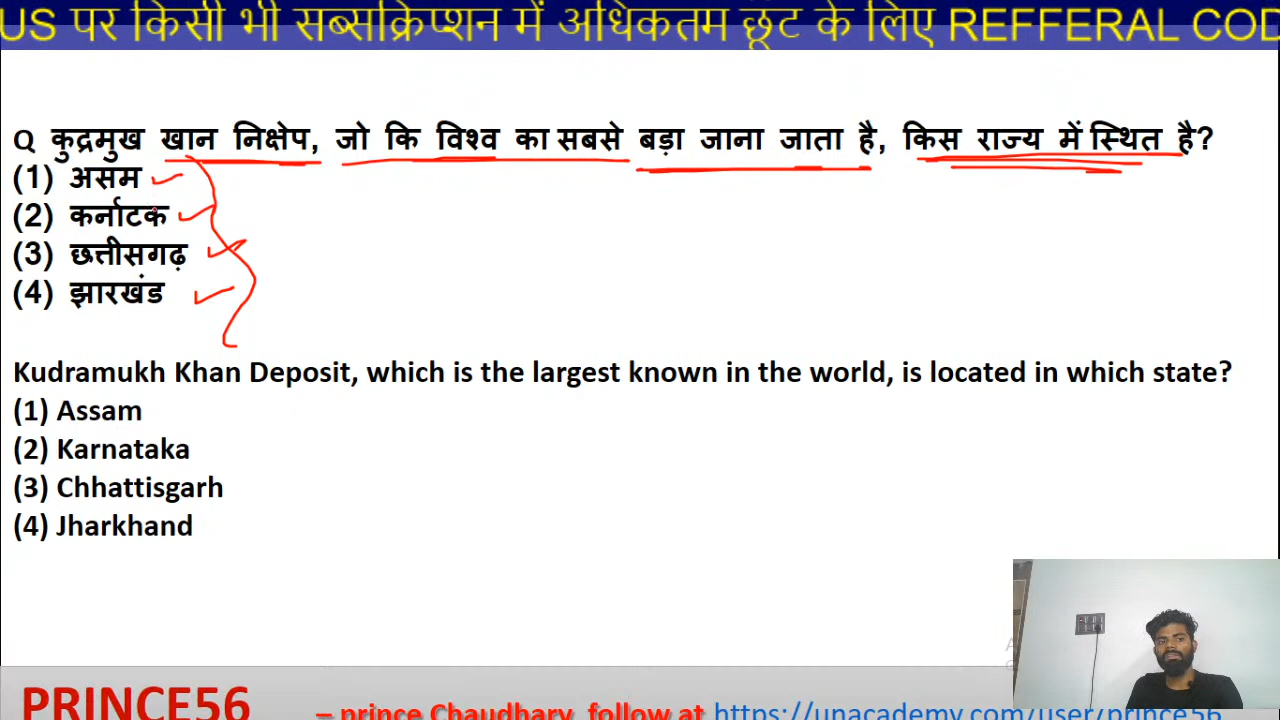 US पर किसी भी सब्सक्रिप्शन में अधिकतम छूंट के लिए REFFERAL COD
Q कुद्रमुख खान निक्षेप, जो कि विश्व का सबसे बड़ा जाना जाता है, किस राज्य में स्थित है?
(1) असम
(2) कर्नाटक
(3) छत्तीसगढ़
(4) झारखंड
Kudramukh Khan Deposit, which is the largest known in the world, is located in which state?
(1) Assam
(2) Karnataka
(3) Chhattisgarh
(4) Jharkhand
PRINCE56 – prince Chaudhary, follow at https://unacademy.com/user/prince56